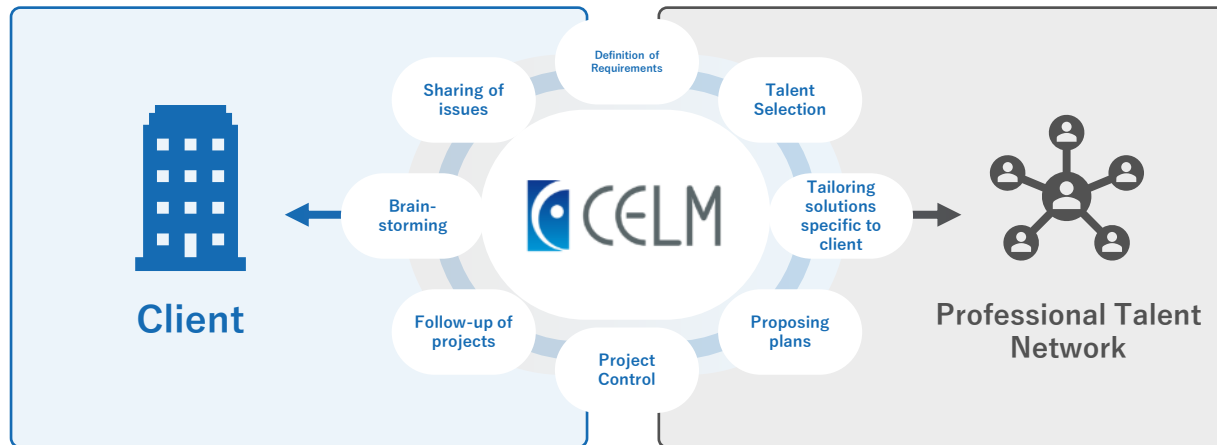 Definition of
Requirements
Sharing of
issues
Talent
Selection
Brain-
storming
CELM
Tailoring
solutions
specific to
client
Client
Follow-up of
projects
Proposing
plans
Professional Talent
Network
Project
Control